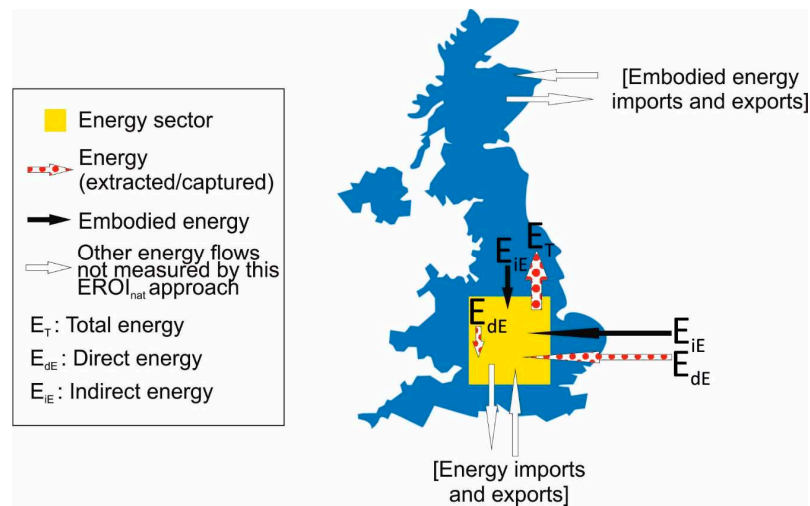 Energy sector
Energy
(extracted/captured)
Embodied energy
Other energy flows
not measured by this
EROInat approach
ET: Total energy
EdE: Direct energy
EiE: Indirect energy
[Embodied energy
imports and exports]
ET
EiE
EdE
EiE
EdE
[Energy imports
and exports]